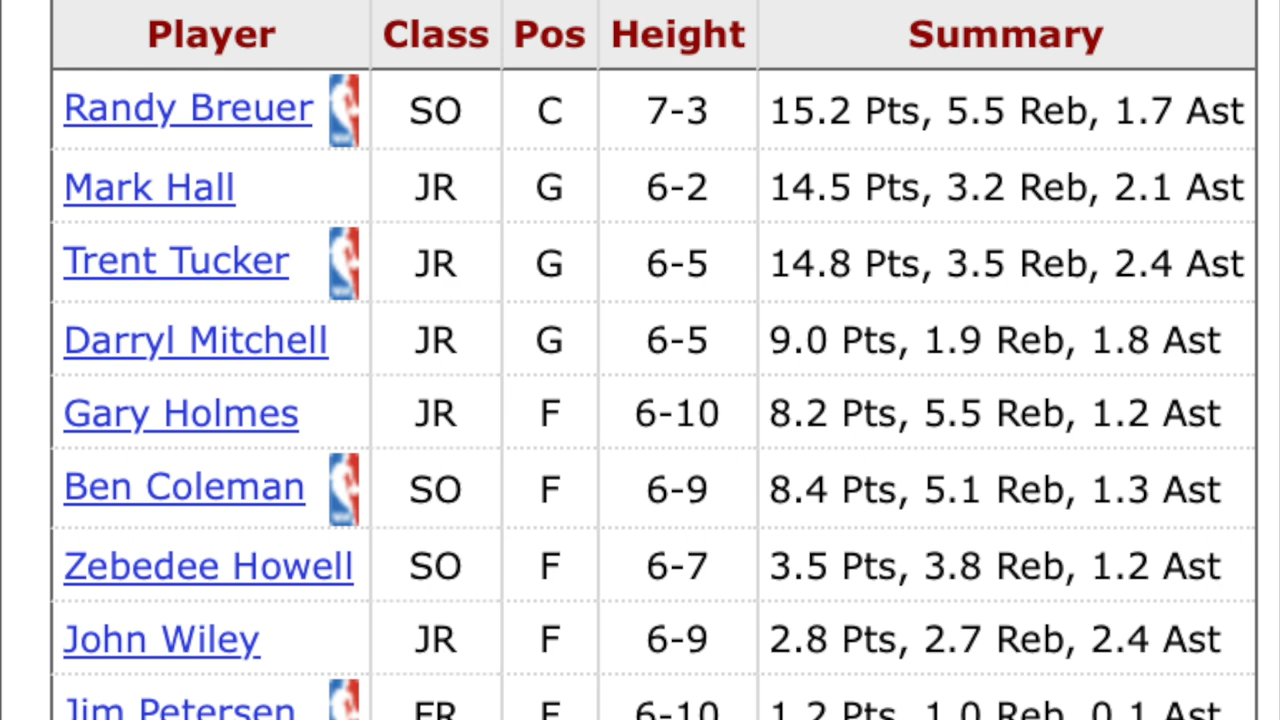 Player Class Pos Height Summary
Randy Breuer SO C 7-3 15.2 Pts, 5.5 Reb, 1.7 Ast
Mark Hall JR G 6-2 14.5 Pts, 3.2 Reb, 2.1 Ast
Trent Tucker JR G 6-5 14.8 Pts, 3.5 Reb, 2.4 Ast
Darryl Mitchell JR G 6-5 9.0 Pts, 1.9 Reb, 1.8 Ast
Gary Holmes JR F 6-10 8.2 Pts, 5.5 Reb, 1.2 Ast
Ben Coleman SO F 6-9 8.4 Pts, 5.1 Reb, 1.3 Ast
Zebedee Howell SO F 6-7 3.5 Pts, 3.8 Reb, 1.2 Ast
John Wiley JR F 6-9 2.8 Pts, 2.7 Reb, 2.4 Ast
Jim Petersen FR F 6-10 1.2 Pts, 1.0 Reb, 0.1 Ast